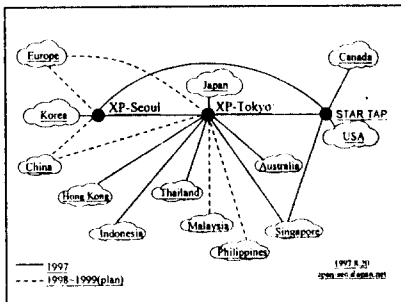 Europe
Canada
Japan
XP-Seoul
XP-Tokyo
Korea
STAR TAP
USA
China
Australia
Hong Kong
Thailand
Indonesia
Malaysia
Singapore
Philippines
1997
1998~1999(plan)
1997.8.20